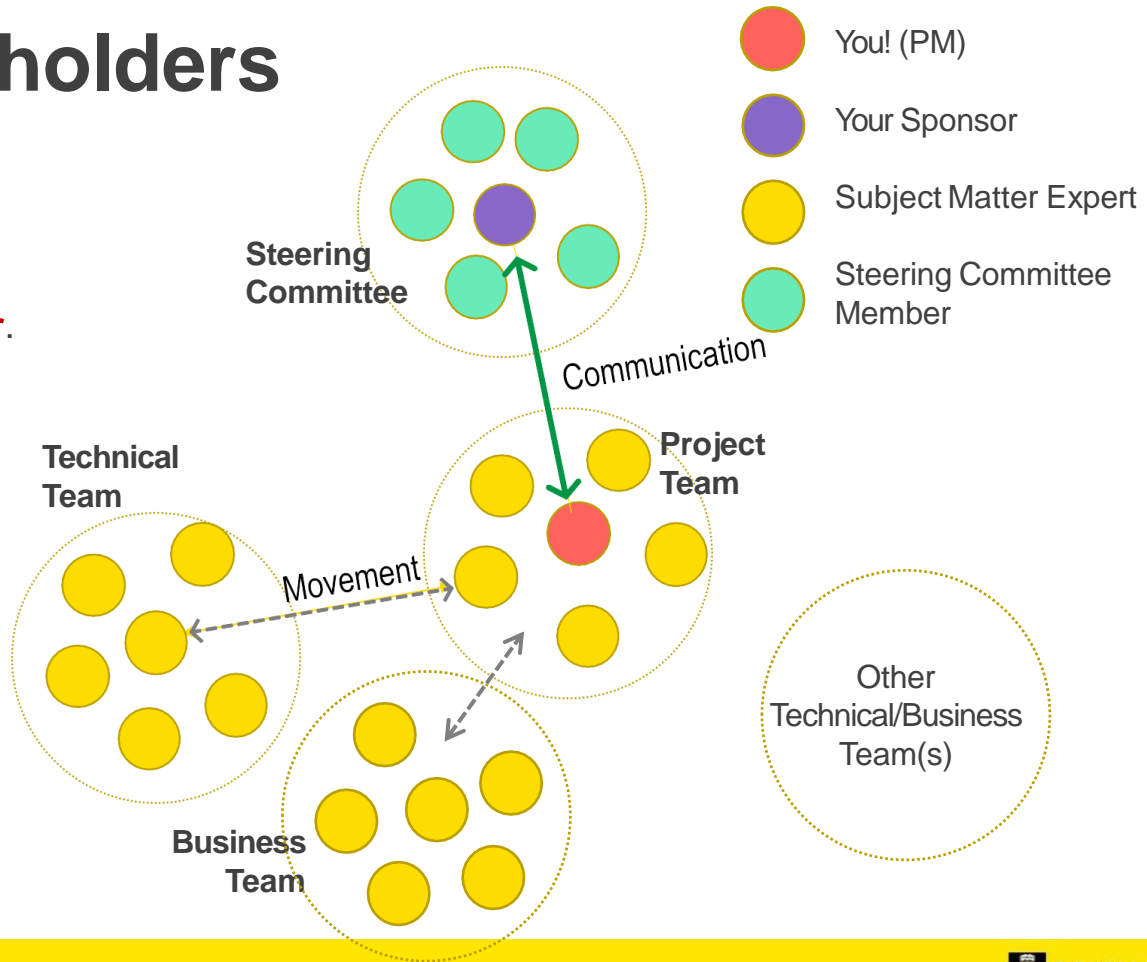 holders
You! (PM)
Your Sponsor
Subject Matter Expert
Steering Committee
Member
Steering
Committee
.
Communication
Project
Team
Technical
Team
Movement
Other
Technical/Business
Team(s)
Business
Team